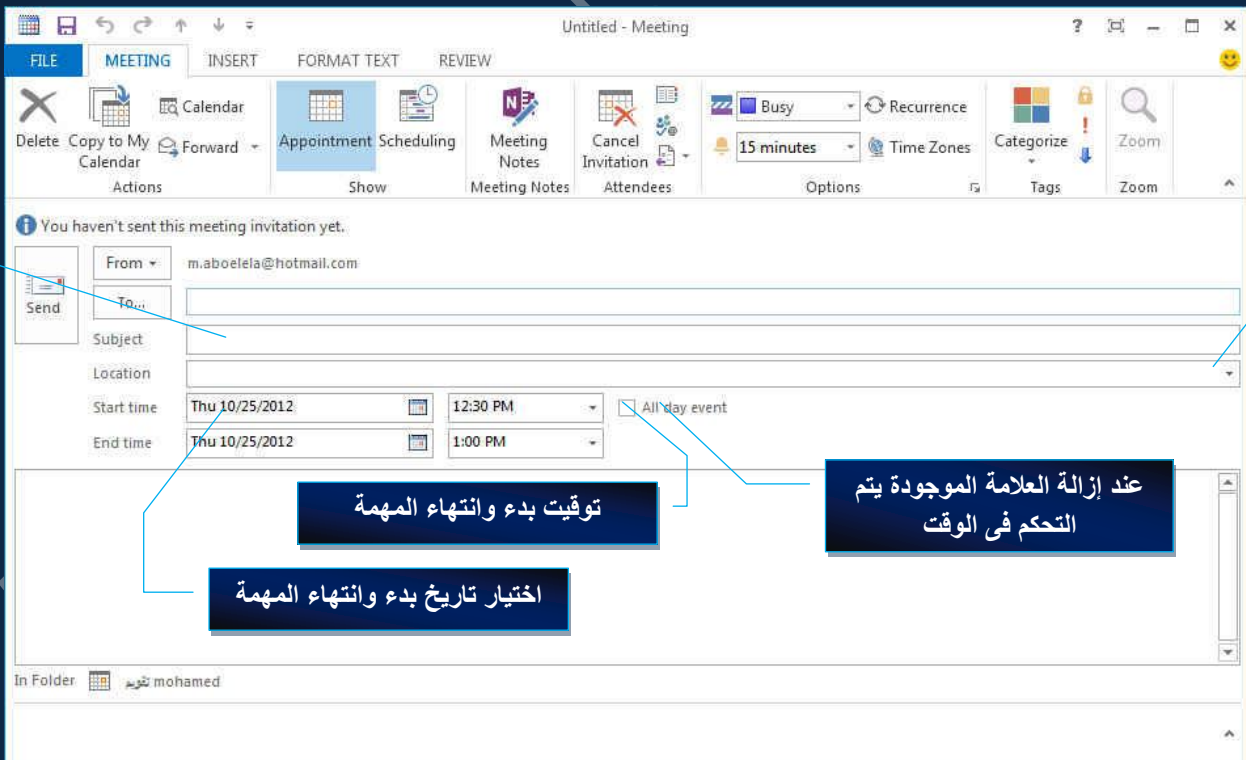 Untitled - Meeting
FILE MEETING INSERT FORMAT TEXT REVIEW
Delete
Copy to My Calendar
Calendar
Forward
Actions
Appointment
Scheduling
Show
Meeting Notes
Meeting Notes
Cancel Invitation
Attendees
Busy
Recurrence
15 minutes
Time Zones
Options
Categorize
Tags
Zoom
Zoom
You haven't sent this meeting invitation yet.
Send
From m.aboelela@hotmail.com
To...
Subject
Location
Start time Thu 10/25/2012 12:30 PM All day event
End time Thu 10/25/2012 1:00 PM
عند إزالة العلامة الموجودة يتم
التحكم فى الوقت
توقيت بدء وانتهاء المهمة
اختيار تاريخ بدء وانتهاء المهمة
In Folder تقويم mohamed